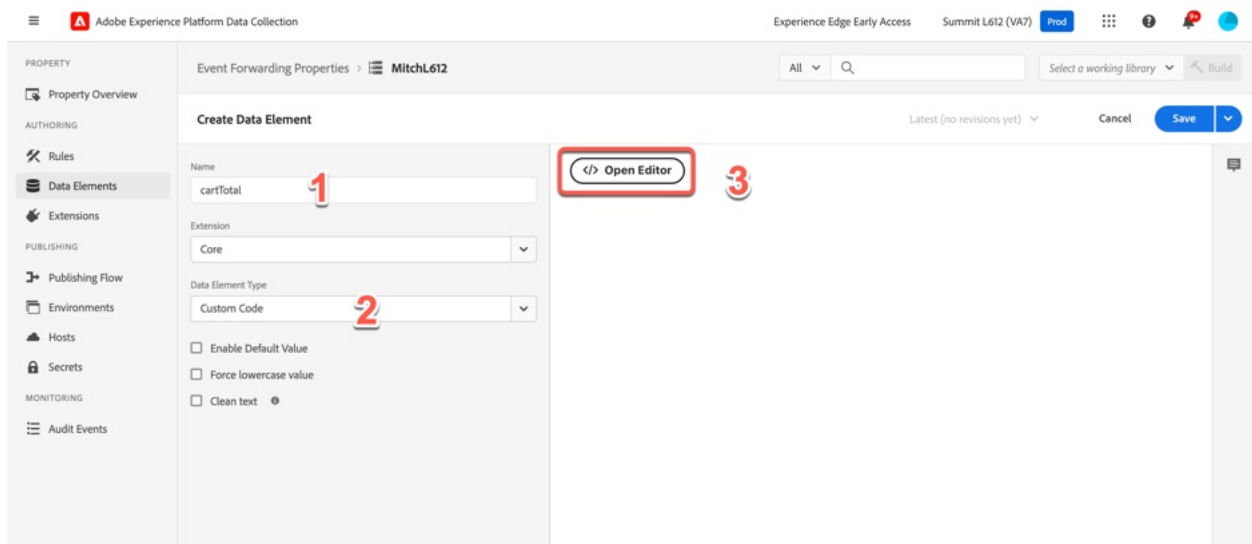 Adobe Experience Platform Data Collection Experience Edge Early Access Summit L612 (VA7) Prod 9+
PROPERTY
Property Overview
AUTHORING
Rules
Data Elements
Extensions
PUBLISHING
Publishing Flow
Environments
Hosts
Secrets
MONITORING
Audit Events
Event Forwarding Properties > MitchL612 All Select a working library Build
Create Data Element Latest (no revisions yet) Cancel Save
Name
cartTotal 1
Extension
Core
Data Element Type
Custom Code 2
Enable Default Value
Force lowercase value
Clean text
</> Open Editor 3